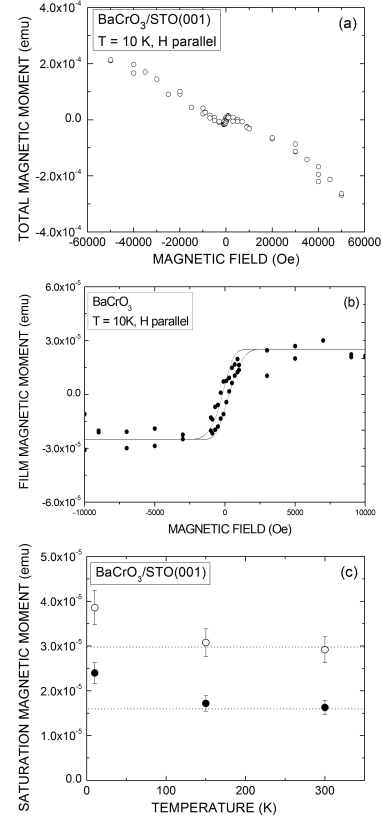 BaCrO3/STO(001)
T = 10 K, H parallel
(a)
TOTAL MAGNETIC MOMENT (emu)
4.0x10-4
2.0x10-4
0.0
-2.0x10-4
-4.0x10-4
-60000 -40000 -20000 0 20000 40000 60000
MAGNETIC FIELD (Oe)
BaCrO3
T = 10K, H parallel
(b)
FILM MAGNETIC MOMENT (emu)
6.0x10-5
3.0x10-5
0.0
-3.0x10-5
-6.0x10-5
-10000 -5000 0 5000 10000
MAGNETIC FIELD (Oe)
BaCrO3/STO(001)
(c)
SATURATION MAGNETIC MOMENT (emu)
5.0x10-5
4.0x10-5
3.0x10-5
2.0x10-5
1.0x10-5
0.0
0 100 200 300
TEMPERATURE (K)